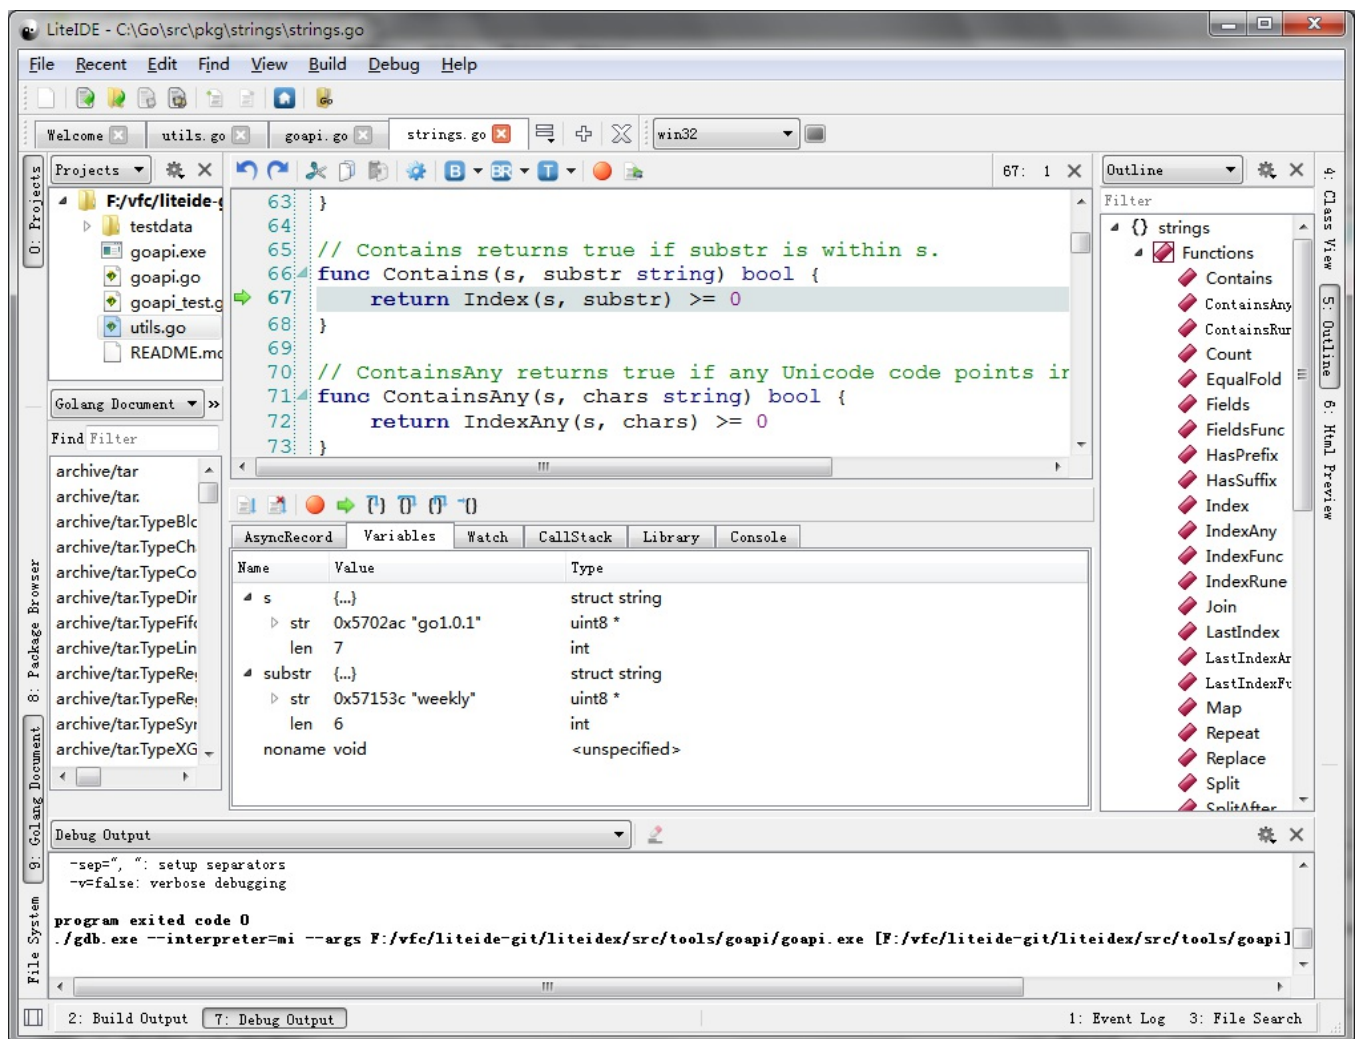 LiteIDE - C:\Go\src\pkg\strings\strings.go
File Recent Edit Find View Build Debug Help
Welcome utils.go goapi.go strings.go win32
0: Projects
Projects
F:/vfc/liteide-g
testdata
goapi.exe
goapi.go
goapi_test.g
utils.go
README.md
Golang Document »
Find Filter
archive/tar
archive/tar.
archive/tar.TypeBlc
archive/tar.TypeCh
archive/tar.TypeCo
archive/tar.TypeDir
archive/tar.TypeFifo
archive/tar.TypeLin
archive/tar.TypeReg
archive/tar.TypeReg
archive/tar.TypeSyn
archive/tar.TypeXG
8: Package Browser
9: Golang Document
File System
B BR T 67: 1
63 }
64
65 // Contains returns true if substr is within s.
66 func Contains(s, substr string) bool {
67 return Index(s, substr) >= 0
68 }
69
70 // ContainsAny returns true if any Unicode code points in
71 func ContainsAny(s, chars string) bool {
72 return IndexAny(s, chars) >= 0
73 }
AsyncRecord Variables Watch CallStack Library Console
Name Value Type
s {...} struct string
str 0x5702ac "go1.0.1" uint8 *
len 7 int
substr {...} struct string
str 0x57153c "weekly" uint8 *
len 6 int
noname void <unspecified>
Outline
Filter
{} strings
Functions
Contains
ContainsAny
ContainsRur
Count
EqualFold
Fields
FieldsFunc
HasPrefix
HasSuffix
Index
IndexAny
IndexFunc
IndexRune
Join
LastIndex
LastIndexAr
LastIndexFu
Map
Repeat
Replace
Split
SplitAfter
4: Class View
5: Outline
6: Html Preview
Debug Output
-sep=", ": setup separators
-v=false: verbose debugging
program exited code 0
./gdb.exe --interpreter=mi --args F:/vfc/liteide-git/liteidex/src/tools/goapi/goapi.exe [F:/vfc/liteide-git/liteidex/src/tools/goapi]
2: Build Output 7: Debug Output 1: Event Log 3: File Search